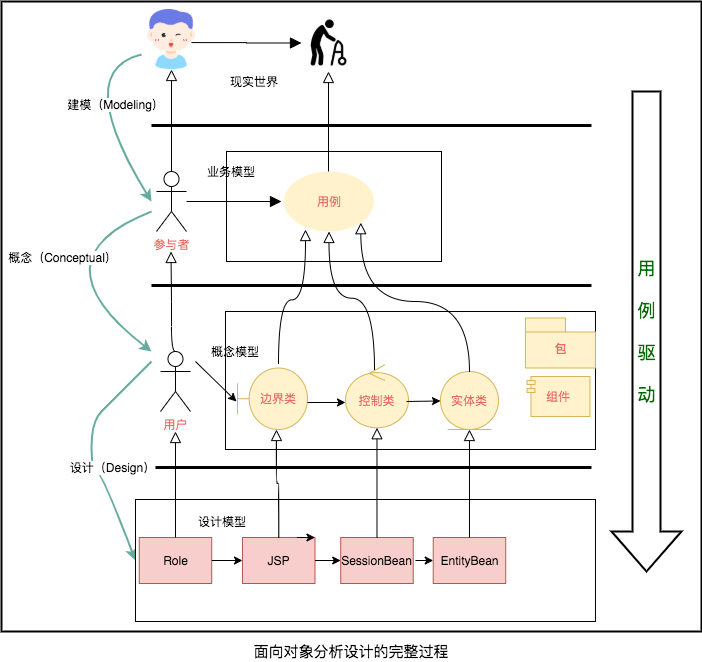 现实世界
建模（Modeling）
业务模型
用例
参与者
概念（Conceptual）
用
例
驱
动
包
概念模型
边界类
控制类
实体类
组件
用户
设计（Design）
设计模型
Role
JSP
SessionBean
EntityBean
面向对象分析设计的完整过程